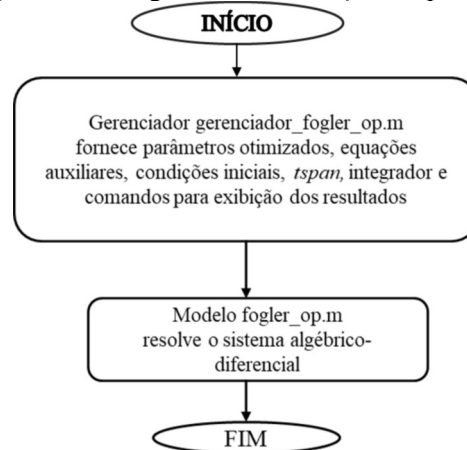 INÍCIO
Gerenciador gerenciador_fogler_op.m
fornece parâmetros otimizados, equações
auxiliares, condições iniciais, tspan, integrador e
comandos para exibição dos resultados
Modelo fogler_op.m
resolve o sistema algébrico-
diferencial
FIM